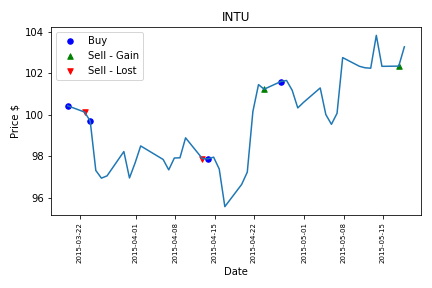 INTU
Buy
Sell - Gain
Sell - Lost
Price $
104
102
100
98
96
2015-03-22
2015-04-01
2015-04-08
2015-04-15
2015-04-22
2015-05-01
2015-05-08
2015-05-15
Date